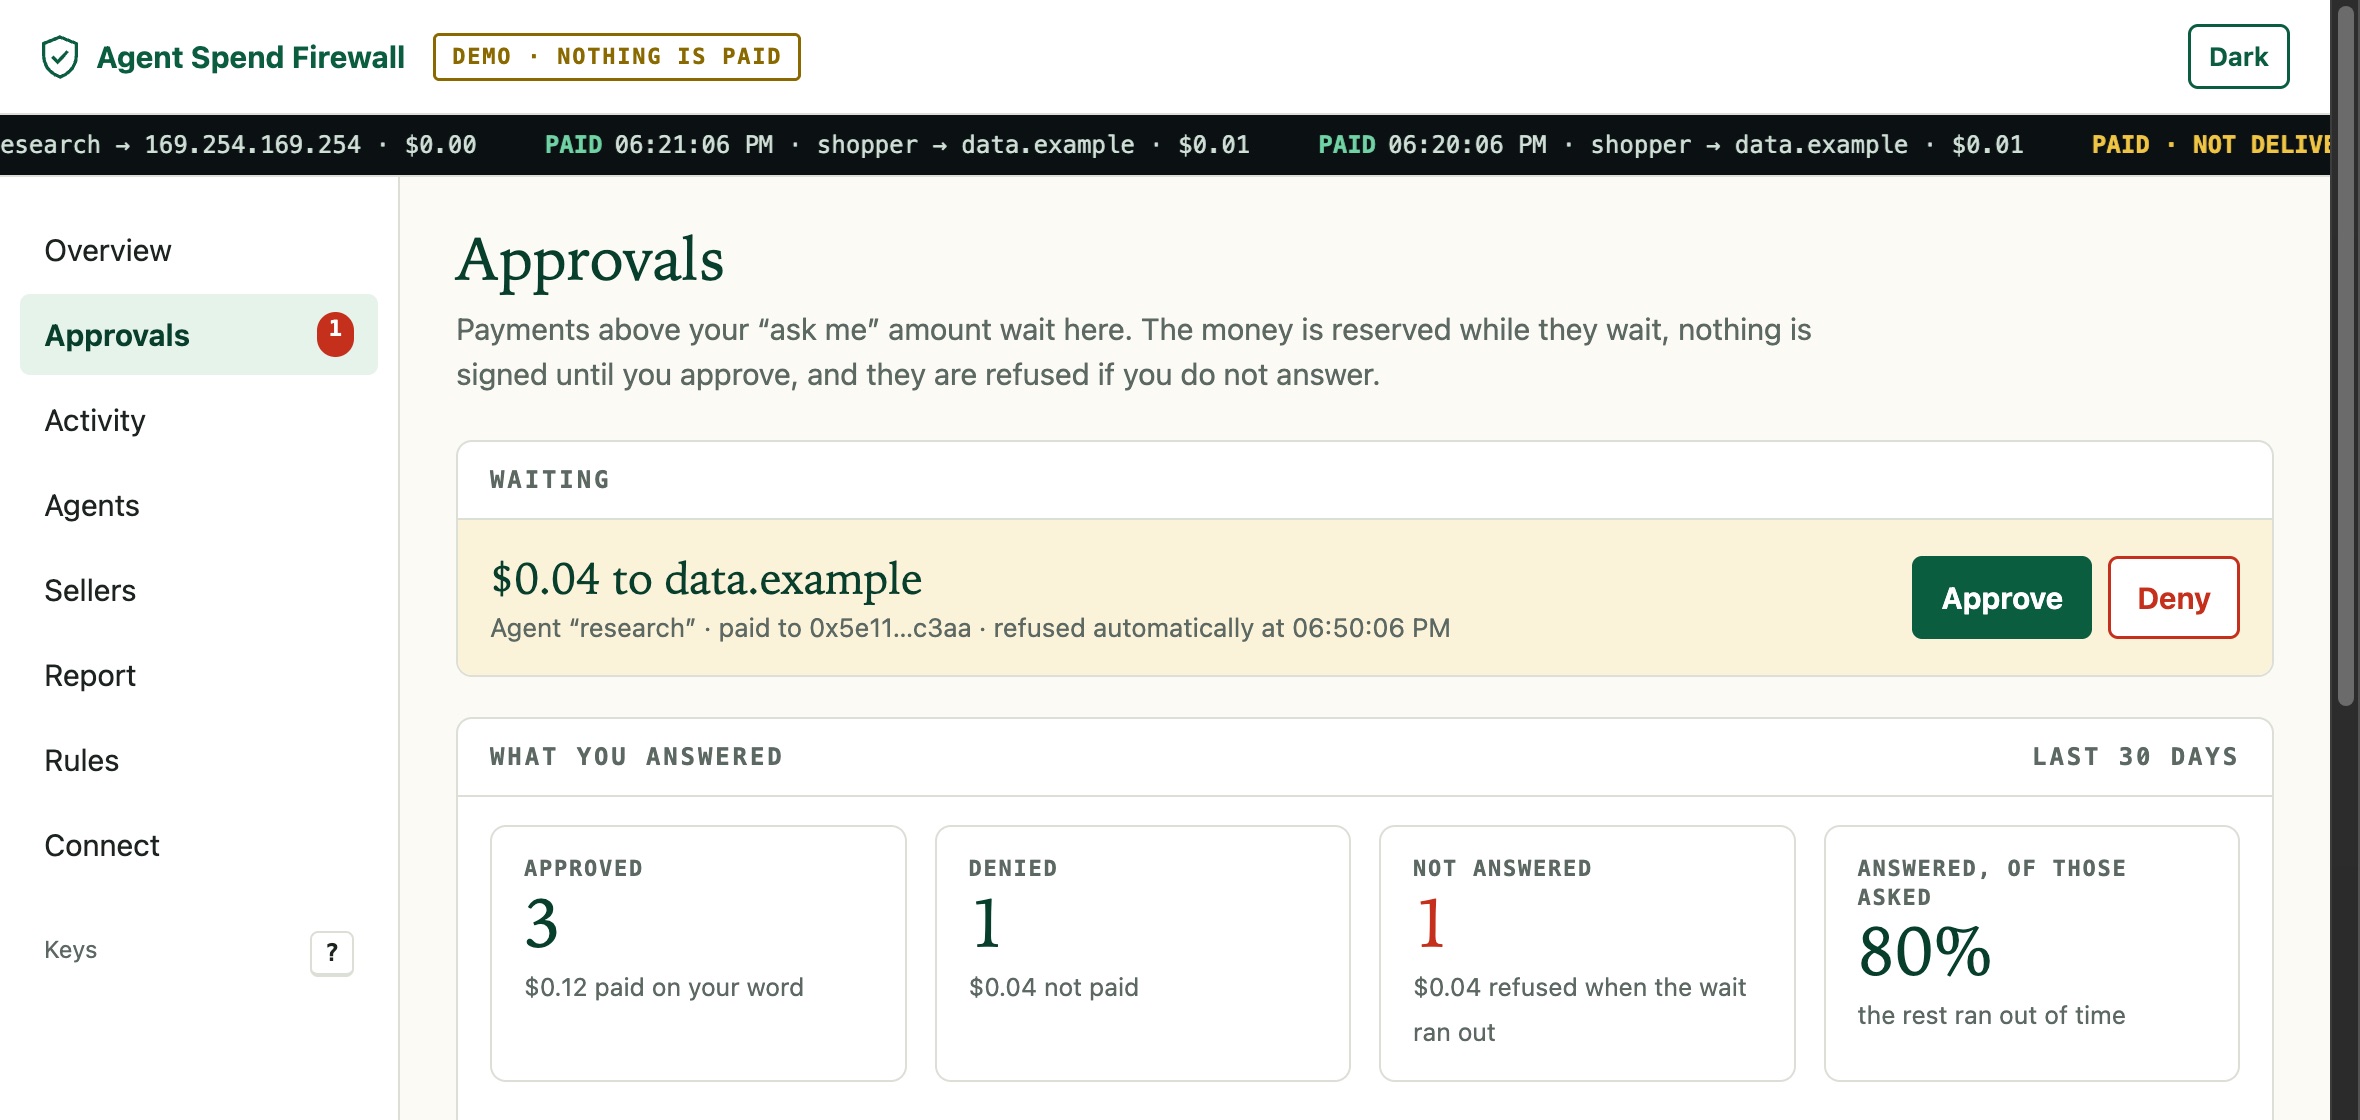 Agent Spend Firewall
DEMO · NOTHING IS PAID
Dark
esearch → 169.254.169.254 · $0.00 PAID 06:21:06 PM · shopper → data.example · $0.01 PAID 06:20:06 PM · shopper → data.example · $0.01 PAID · NOT DELIVE
Overview
Approvals 1
Activity
Agents
Sellers
Report
Rules
Connect
Keys ?
Approvals
Payments above your “ask me” amount wait here. The money is reserved while they wait, nothing is
signed until you approve, and they are refused if you do not answer.
WAITING
$0.04 to data.example
Agent “research” · paid to 0x5e11…c3aa · refused automatically at 06:50:06 PM
Approve
Deny
WHAT YOU ANSWERED
LAST 30 DAYS
APPROVED
3
$0.12 paid on your word
DENIED
1
$0.04 not paid
NOT ANSWERED
1
$0.04 refused when the wait
ran out
ANSWERED, OF THOSE
ASKED
80%
the rest ran out of time